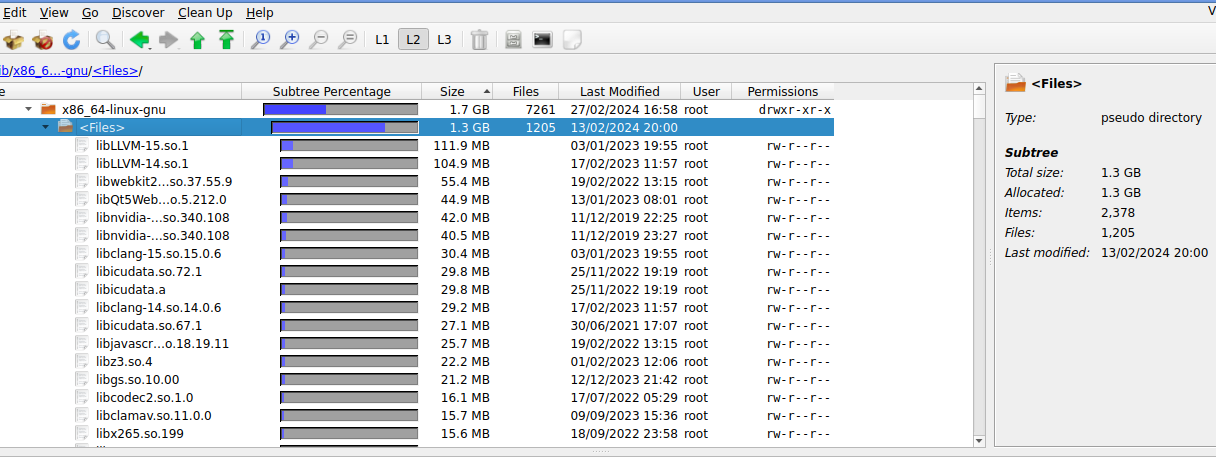 Edit View Go Discover Clean Up Help V
L1 L2 L3
ib/x86_6...-gnu/<Files>/
e Subtree Percentage Size Files Last Modified User Permissions
x86_64-linux-gnu 1.7 GB 7261 27/02/2024 16:58 root drwxr-xr-x
<Files> 1.3 GB 1205 13/02/2024 20:00
libLLVM-15.so.1 111.9 MB 03/01/2023 19:55 root rw-r--r--
libLLVM-14.so.1 104.9 MB 17/02/2023 11:57 root rw-r--r--
libwebkit2...so.37.55.9 55.4 MB 19/02/2022 13:15 root rw-r--r--
libQt5Web...o.5.212.0 44.9 MB 13/01/2023 08:01 root rw-r--r--
libnvidia-...so.340.108 42.0 MB 11/12/2019 22:25 root rw-r--r--
libnvidia-...so.340.108 40.5 MB 11/12/2019 23:27 root rw-r--r--
libclang-15.so.15.0.6 30.4 MB 03/01/2023 19:55 root rw-r--r--
libicudata.so.72.1 29.8 MB 25/11/2022 19:19 root rw-r--r--
libicudata.a 29.8 MB 25/11/2022 19:19 root rw-r--r--
libclang-14.so.14.0.6 29.2 MB 17/02/2023 11:57 root rw-r--r--
libicudata.so.67.1 27.1 MB 30/06/2021 17:07 root rw-r--r--
libjavascr...o.18.19.11 25.7 MB 19/02/2022 13:15 root rw-r--r--
libz3.so.4 22.2 MB 01/02/2023 12:06 root rw-r--r--
libgs.so.10.00 21.2 MB 12/12/2023 21:42 root rw-r--r--
libcodec2.so.1.0 16.1 MB 17/07/2022 05:29 root rw-r--r--
libclamav.so.11.0.0 15.7 MB 09/09/2023 15:36 root rw-r--r--
libx265.so.199 15.6 MB 18/09/2022 23:58 root rw-r--r--
<Files>
Type: pseudo directory
Subtree
Total size: 1.3 GB
Allocated: 1.3 GB
Items: 2,378
Files: 1,205
Last modified: 13/02/2024 20:00